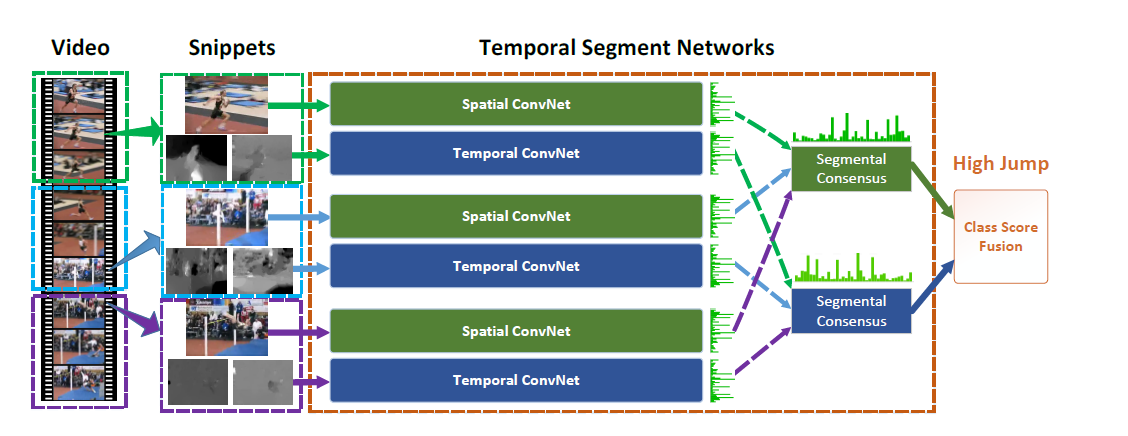 Video
Snippets
Temporal Segment Networks
Spatial ConvNet
Temporal ConvNet
Spatial ConvNet
Temporal ConvNet
Spatial ConvNet
Temporal ConvNet
Segmental
Consensus
Segmental
Consensus
High Jump
Class Score
Fusion